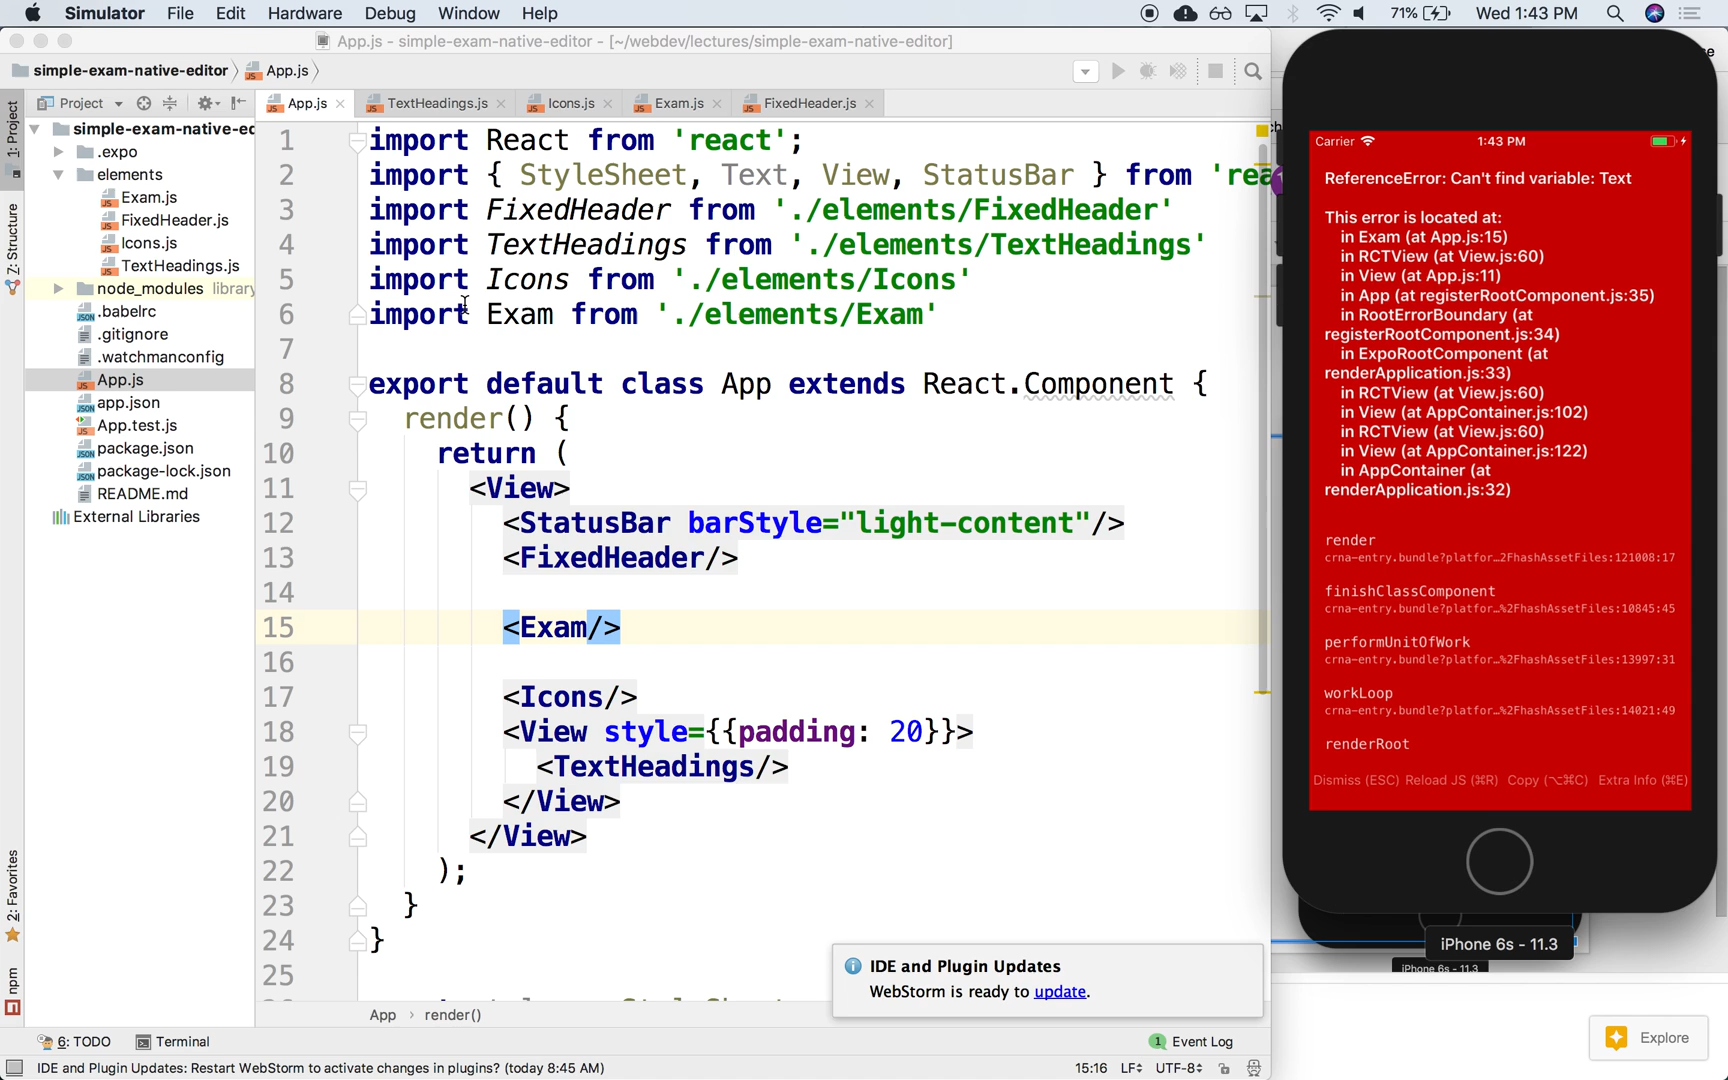 Simulator File Edit Hardware Debug Window Help 71% Wed 1:43 PM
App.js - simple-exam-native-editor - [~/webdev/lectures/simple-exam-native-editor]
simple-exam-native-editor App.js
Project App.js TextHeadings.js Icons.js Exam.js FixedHeader.js
1: Project
7: Structure
2: Favorites
npm
simple-exam-native-ec
.expo
elements
Exam.js
FixedHeader.js
Icons.js
TextHeadings.js
node_modules library
.babelrc
.gitignore
.watchmanconfig
App.js
app.json
App.test.js
package.json
package-lock.json
README.md
External Libraries
1 import React from 'react';
2 import { StyleSheet, Text, View, StatusBar } from 'rea
3 import FixedHeader from './elements/FixedHeader'
4 import TextHeadings from './elements/TextHeadings'
5 import Icons from './elements/Icons'
6 import Exam from './elements/Exam'
7
8 export default class App extends React.Component {
9 render() {
10 return (
11 <View>
12 <StatusBar barStyle="light-content"/>
13 <FixedHeader/>
14
15 <Exam/>
16
17 <Icons/>
18 <View style={{padding: 20}}>
19 <TextHeadings/>
20 </View>
21 </View>
22 );
23 }
24 }
25
App › render()
IDE and Plugin Updates
WebStorm is ready to update.
6: TODO Terminal 1 Event Log
IDE and Plugin Updates: Restart WebStorm to activate changes in plugins? (today 8:45 AM) 15:16 LF UTF-8
Carrier 1:43 PM
ReferenceError: Can't find variable: Text
This error is located at:
in Exam (at App.js:15)
in RCTView (at View.js:60)
in View (at App.js:11)
in App (at registerRootComponent.js:35)
in RootErrorBoundary (at
registerRootComponent.js:34)
in ExpoRootComponent (at
renderApplication.js:33)
in RCTView (at View.js:60)
in View (at AppContainer.js:102)
in RCTView (at View.js:60)
in View (at AppContainer.js:122)
in AppContainer (at
renderApplication.js:32)
render
crna-entry.bundle?platfor…2FhashAssetFiles:121008:17
finishClassComponent
crna-entry.bundle?platfor…%2FhashAssetFiles:10845:45
performUnitOfWork
crna-entry.bundle?platfor…%2FhashAssetFiles:13997:31
workLoop
crna-entry.bundle?platfor…%2FhashAssetFiles:14021:49
renderRoot
Dismiss (ESC) Reload JS (⌘R) Copy (⌥⌘C) Extra Info (⌘E)
iPhone 6s - 11.3
iPhone 6s - 11.3
Explore